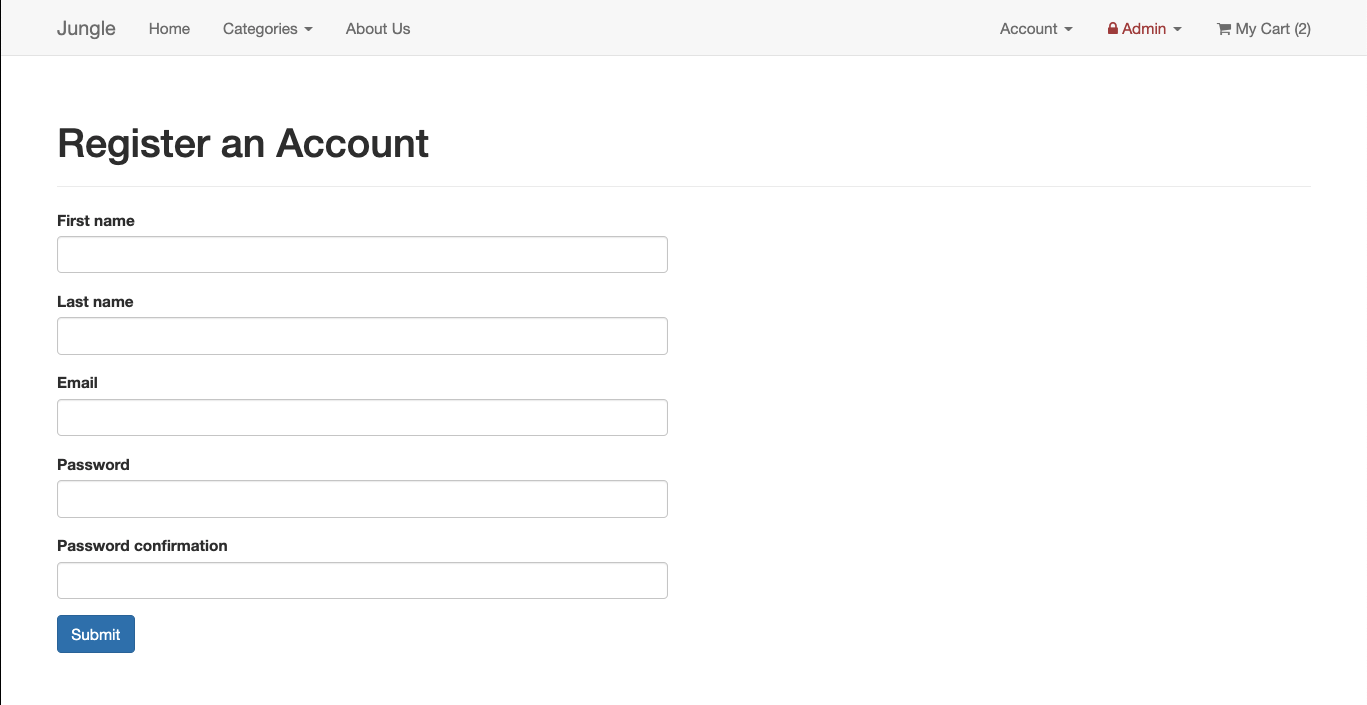 Jungle Home Categories About Us Account Admin My Cart (2)
Register an Account
First name
Last name
Email
Password
Password confirmation
Submit